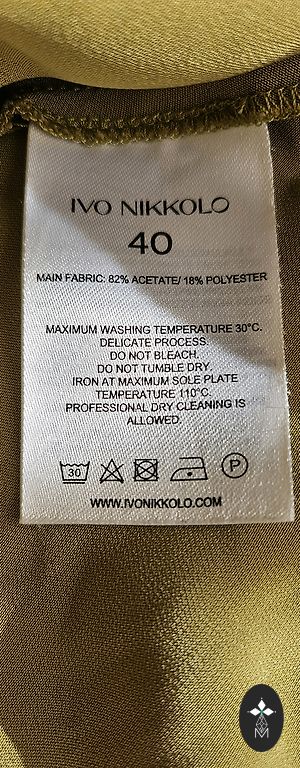 IVO NIKKOLO
40
MAIN FABRIC: 82% ACETATE/ 18% POLYESTER
MAXIMUM WASHING TEMPERATURE 30°C.
DELICATE PROCESS.
DO NOT BLEACH.
DO NOT TUMBLE DRY
IRON AT MAXIMUM SOLE PLATE
TEMPERATURE 110°C.
PROFESSIONAL DRY CLEANING IS
ALLOWED.
30 P
WWW.IVONIKKOLO.COM
M